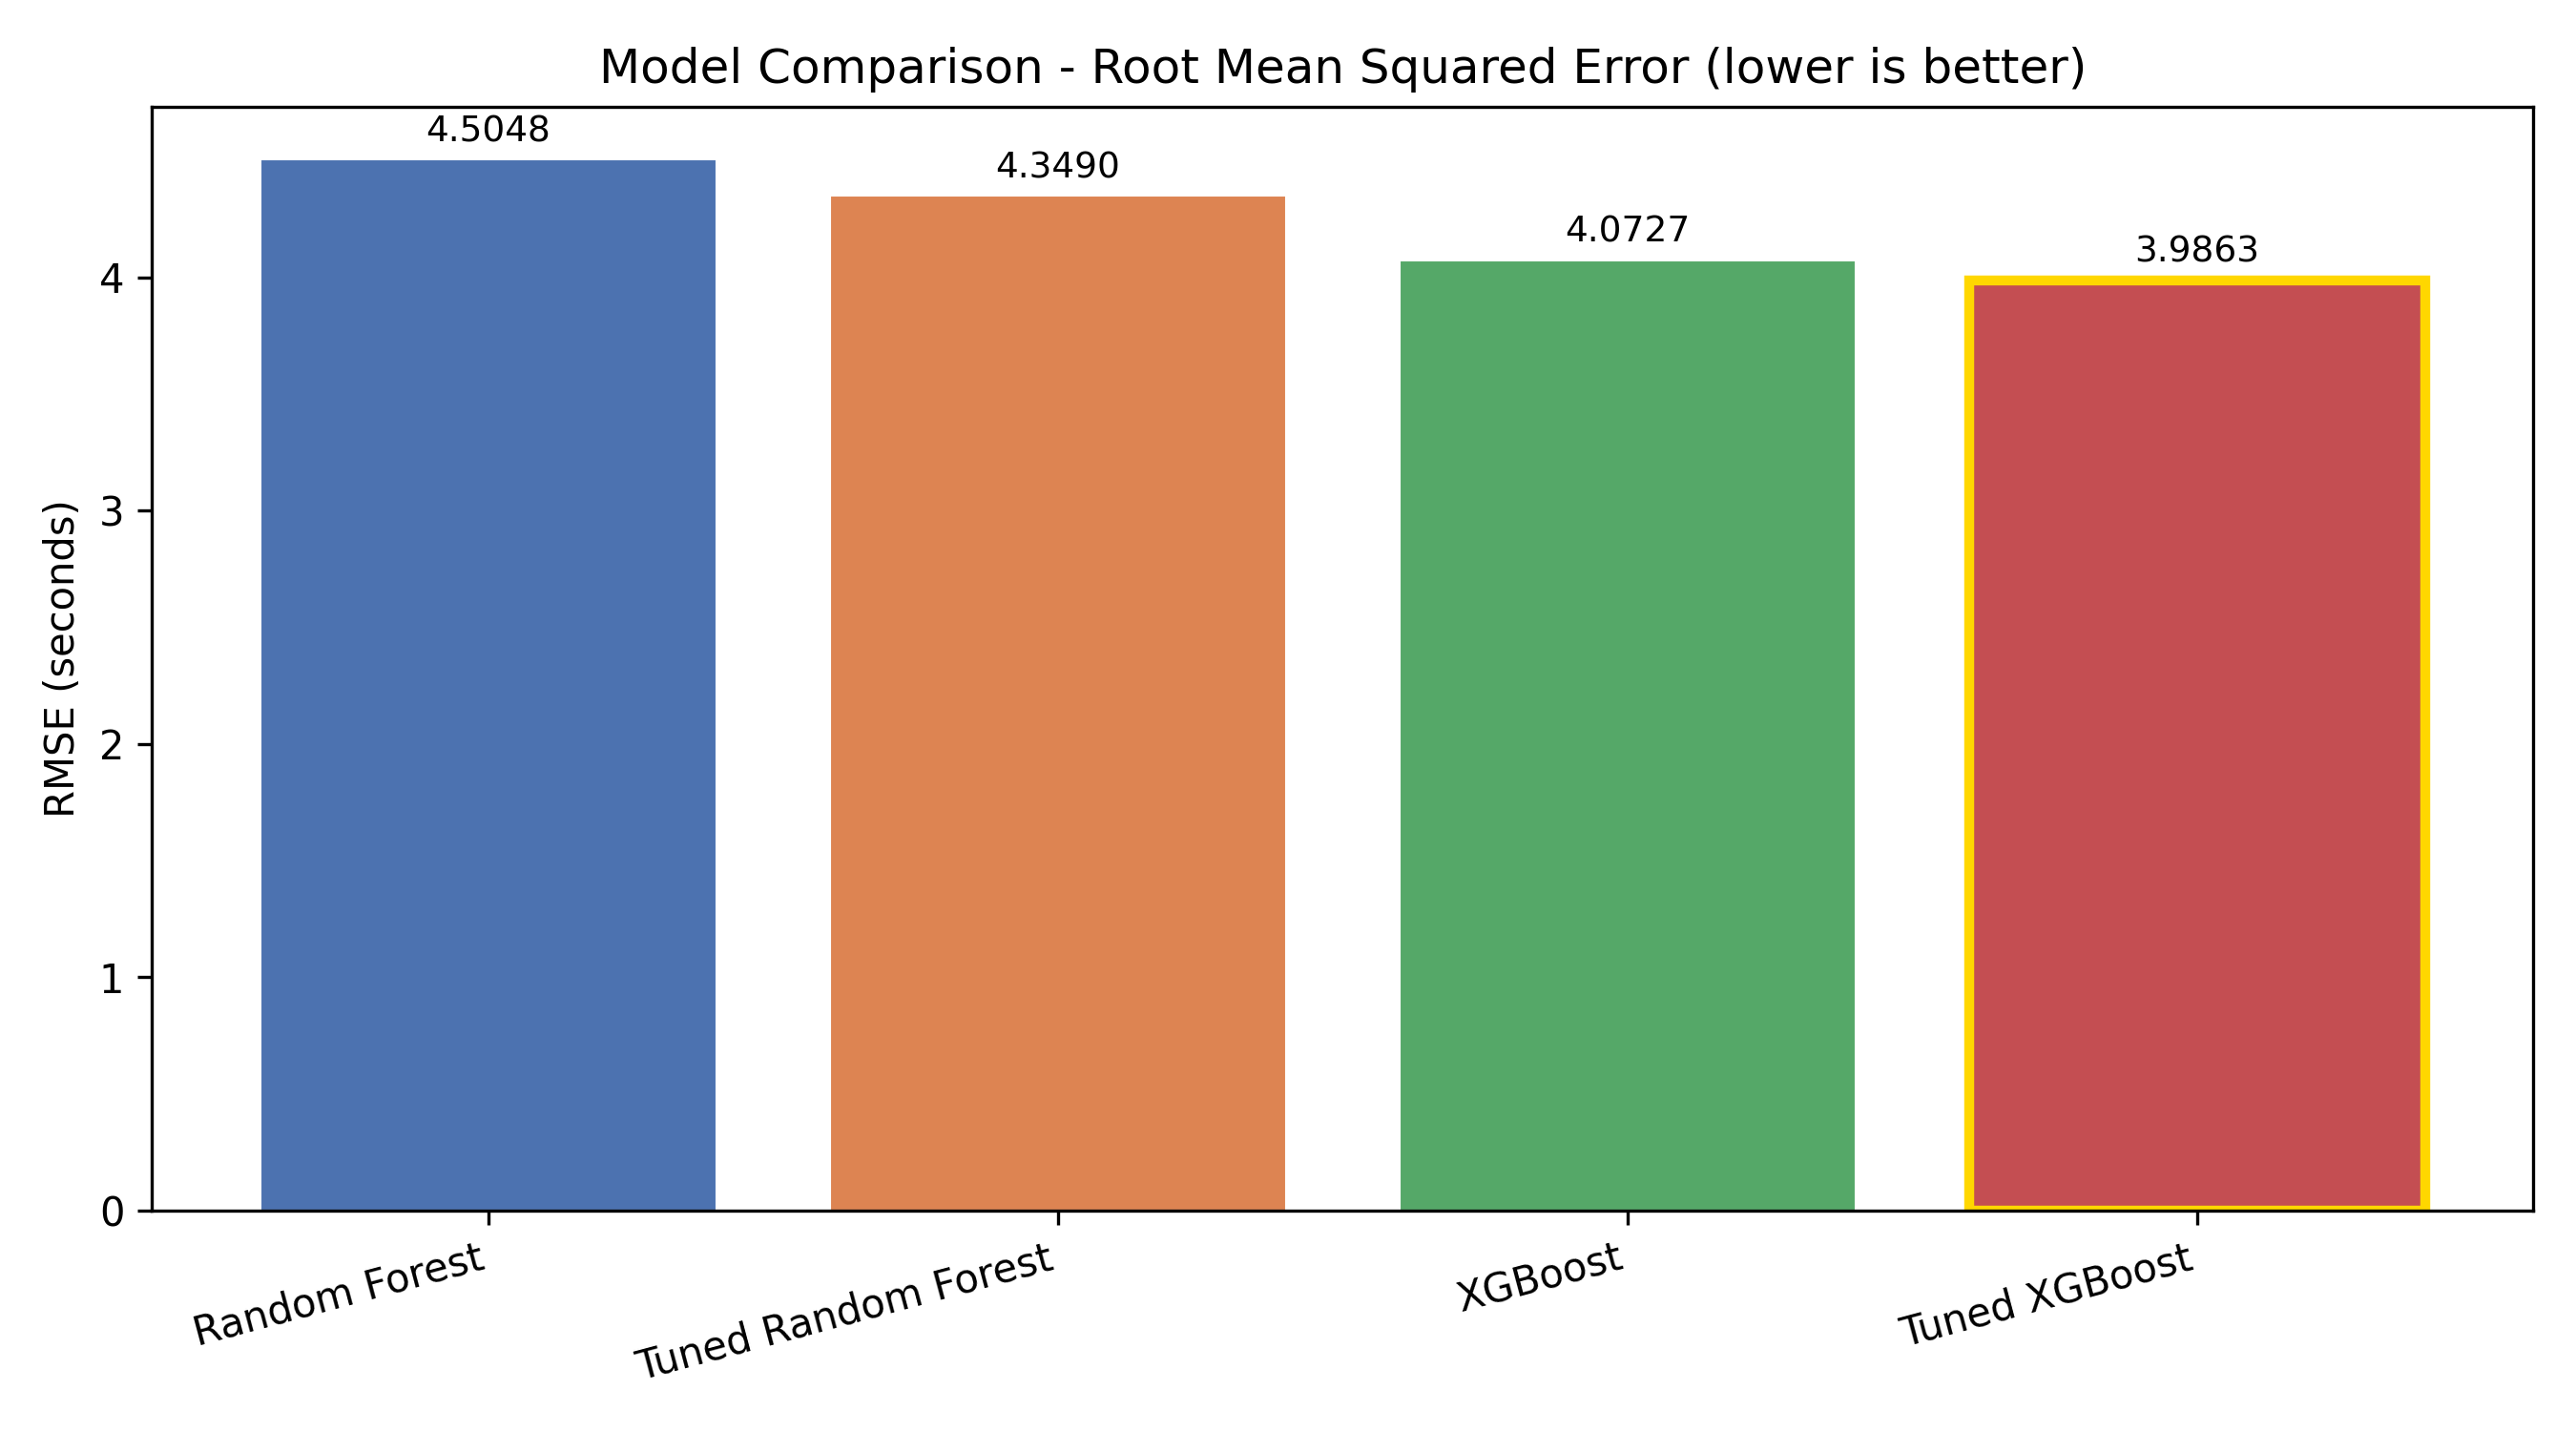 Model Comparison - Root Mean Squared Error (lower is better)
4.5048
4.3490
4.0727
3.9863
RMSE (seconds)
4
3
2
1
0
Random Forest
Tuned Random Forest
XGBoost
Tuned XGBoost